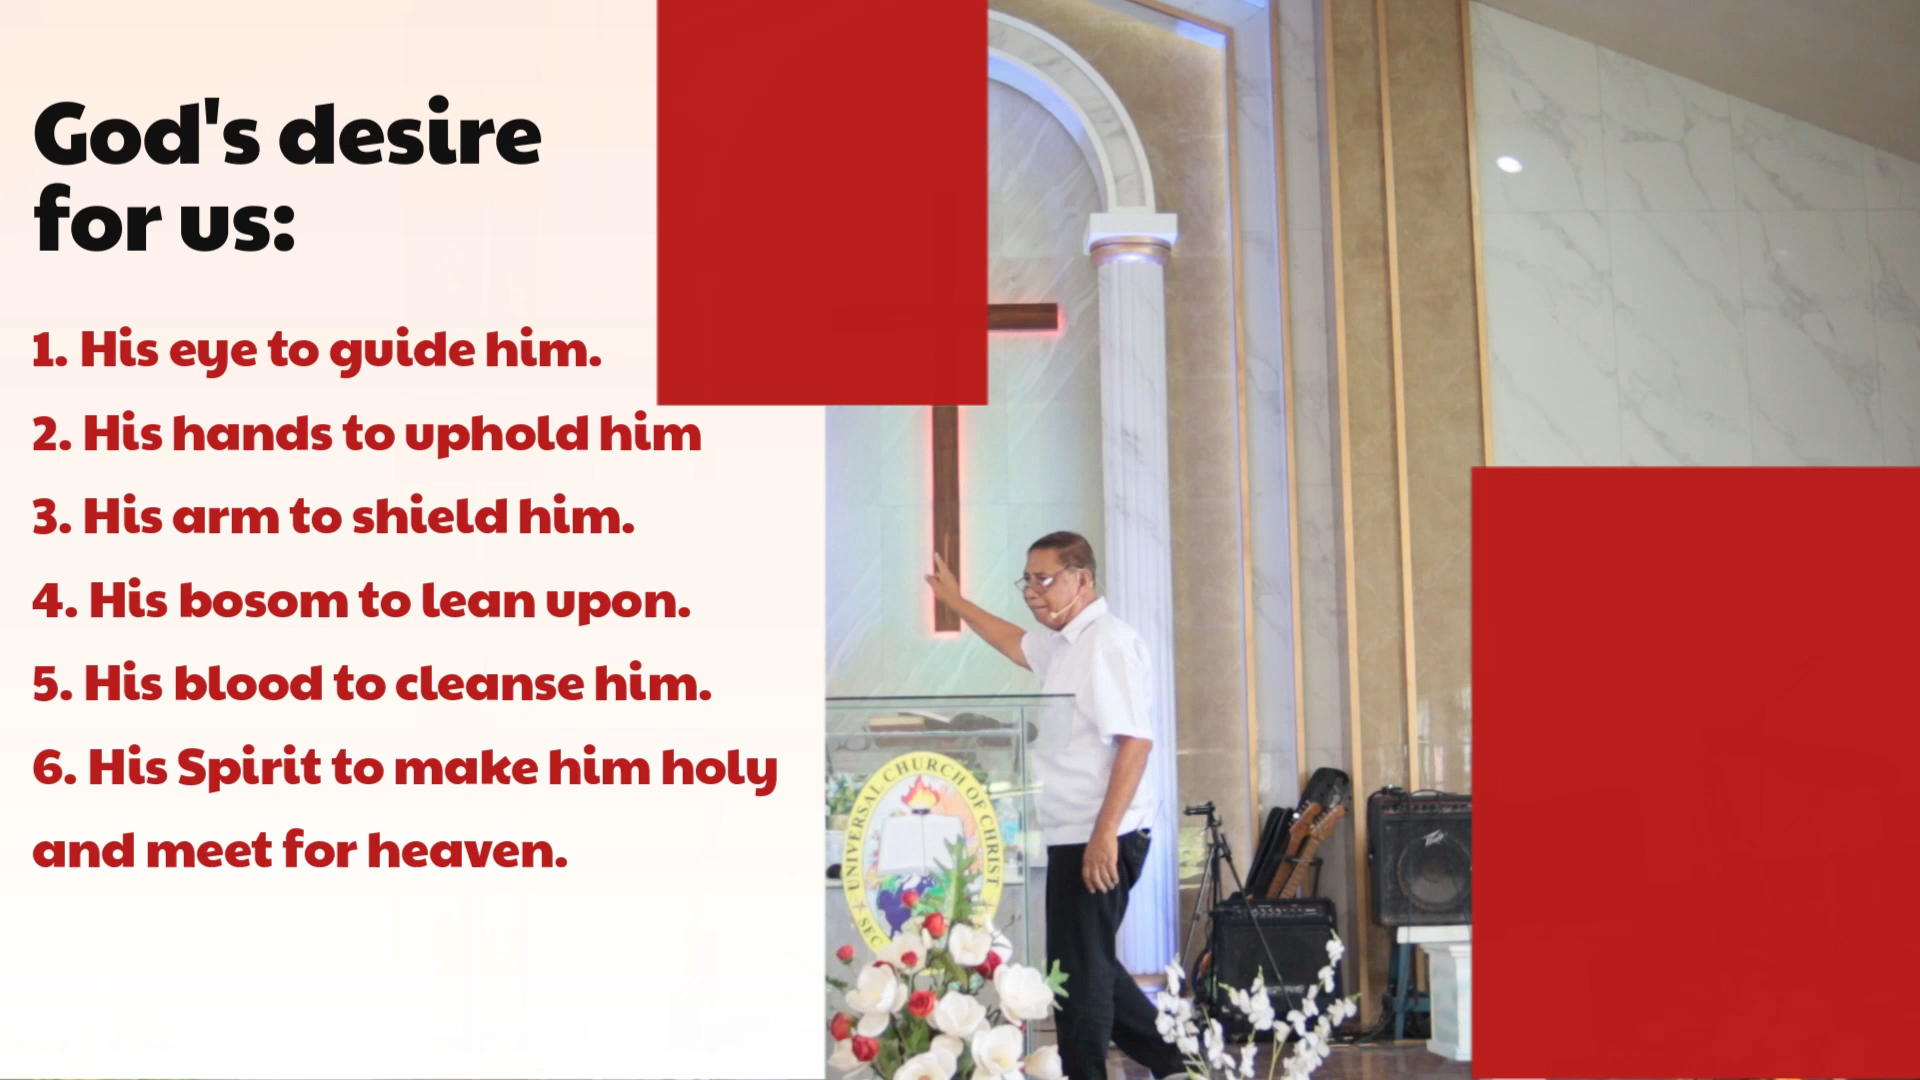 God's desire
for us:
1. His eye to guide him.
2. His hands to uphold him
3. His arm to shield him.
4. His bosom to lean upon.
5. His blood to cleanse him.
6. His Spirit to make him holy
and meet for heaven.
UNIVERSAL CHURCH OF CHRIST
SEC
PEAVEY